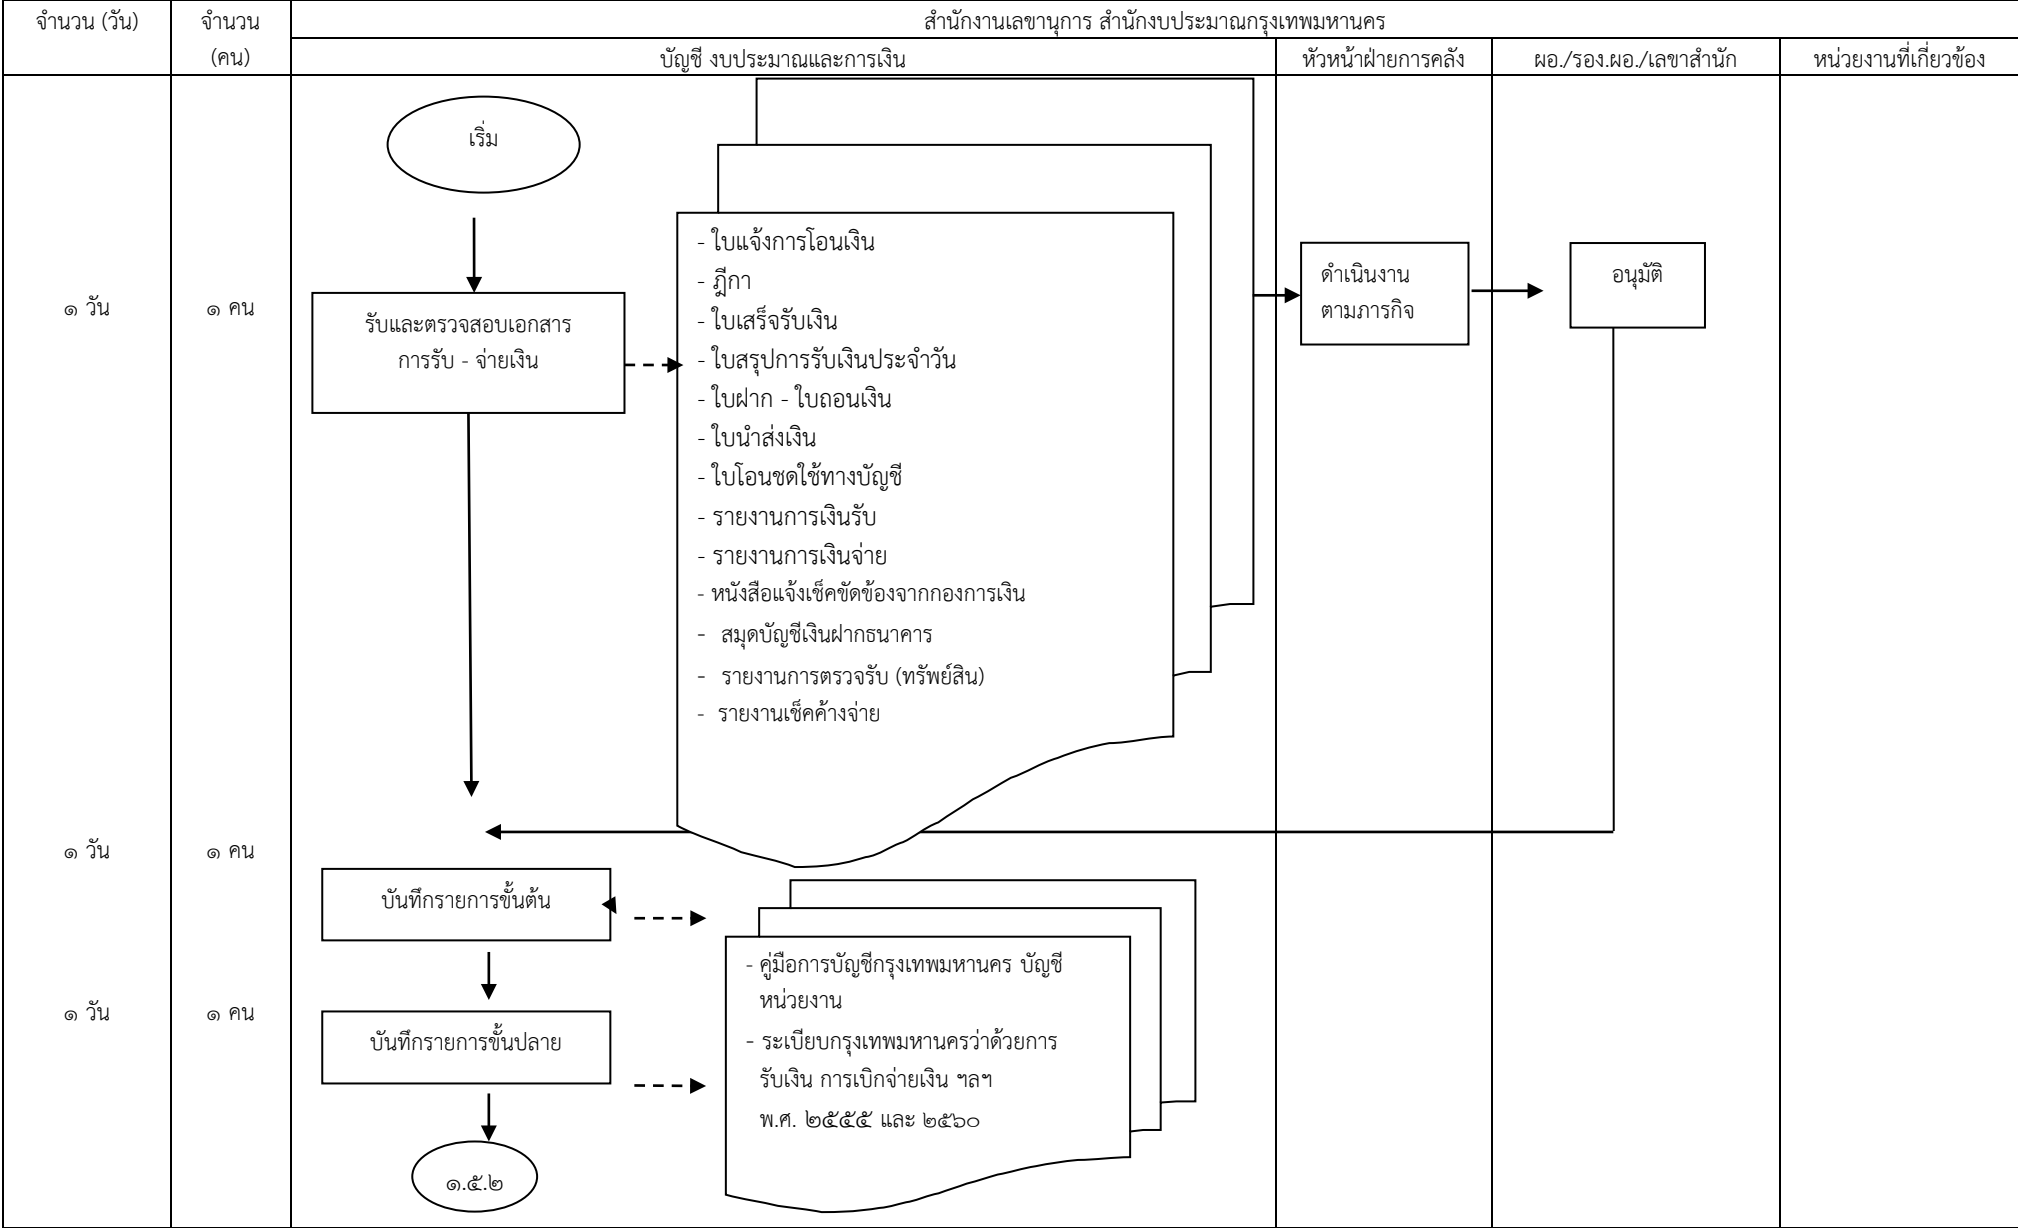 จำนวน (วัน)
จำนวน
(คน)
สำนักงานเลขานุการ สำนักงบประมาณกรุงเทพมหานคร
บัญชี งบประมาณและการเงิน
หัวหน้าฝ่ายการคลัง
ผอ./รอง.ผอ./เลขาสำนัก
หน่วยงานที่เกี่ยวข้อง
เริ่ม
๑ วัน
๑ คน
รับและตรวจสอบเอกสาร
การรับ - จ่ายเงิน
- ใบแจ้งการโอนเงิน
- ฎีกา
- ใบเสร็จรับเงิน
- ใบสรุปการรับเงินประจำวัน
- ใบฝาก - ใบถอนเงิน
- ใบนำส่งเงิน
- ใบโอนชดใช้ทางบัญชี
- รายงานการเงินรับ
- รายงานการเงินจ่าย
- หนังสือแจ้งเช็คขัดข้องจากกองการเงิน
- สมุดบัญชีเงินฝากธนาคาร
- รายงานการตรวจรับ (ทรัพย์สิน)
- รายงานเช็คค้างจ่าย
ดำเนินงาน
ตามภารกิจ
อนุมัติ
๑ วัน
๑ คน
บันทึกรายการขั้นต้น
๑ วัน
๑ คน
บันทึกรายการขั้นปลาย
- คู่มือการบัญชีกรุงเทพมหานคร บัญชี
หน่วยงาน
- ระเบียบกรุงเทพมหานครว่าด้วยการ
รับเงิน การเบิกจ่ายเงิน ฯลฯ
พ.ศ. ๒๕๕๕ และ ๒๕๖๐
๑.๕.๒